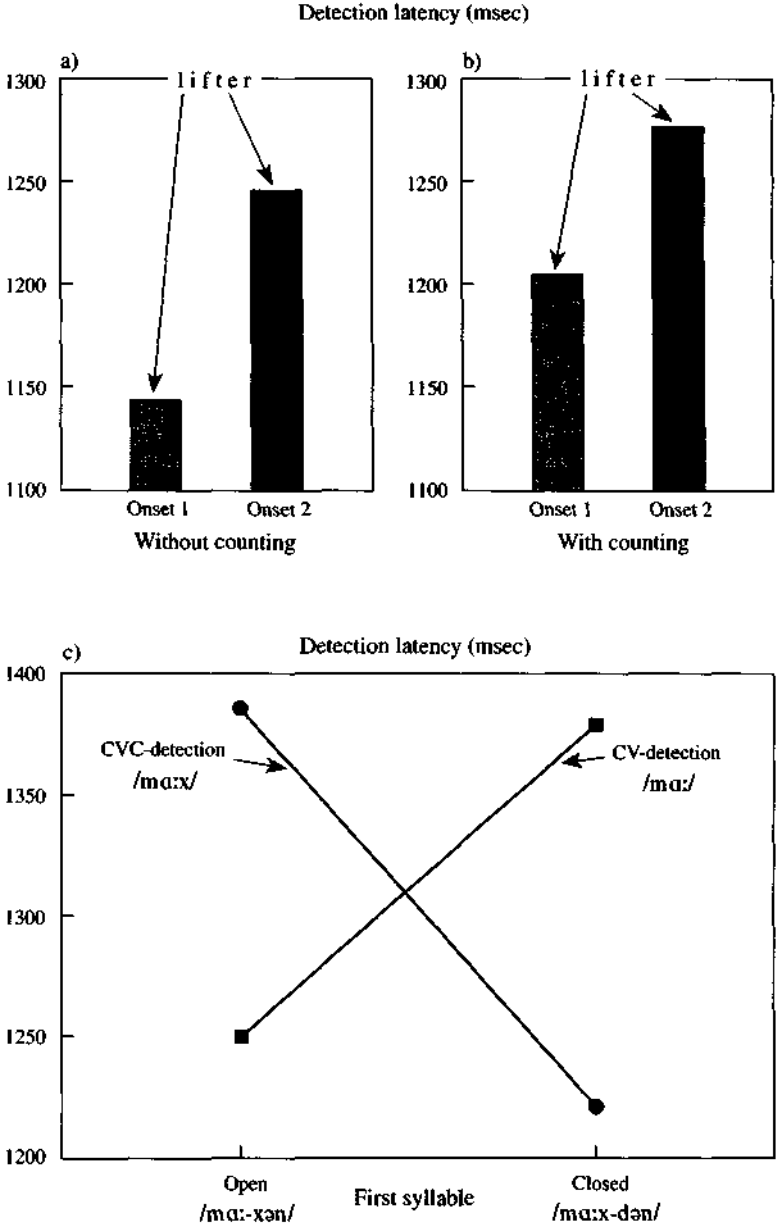 Detection latency (msec)
a)
lifter
1300
1250
1200
1150
1100
Onset 1
Onset 2
Without counting
b)
lifter
1300
1250
1200
1150
1100
Onset 1
Onset 2
With counting
c)
Detection latency (msec)
1400
1350
1300
1250
1200
CVC-detection
/mɑːx/
CV-detection
/mɑː/
Open
/mɑː-xən/
First syllable
Closed
/mɑːx-dən/